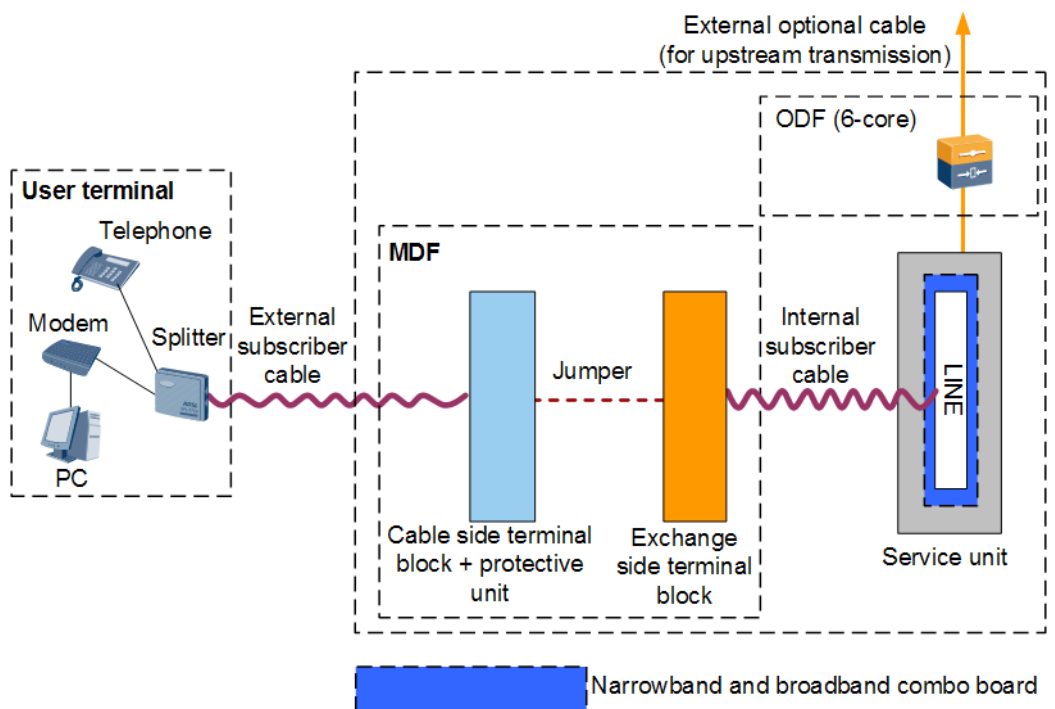 External optional cable
(for upstream transmission)
ODF (6-core)
User terminal
Telephone
Modem
Splitter
PC
External
subscriber
cable
MDF
Jumper
Internal
subscriber
cable
LINE
Cable side terminal
block + protective
unit
Exchange
side terminal
block
Service unit
Narrowband and broadband combo board